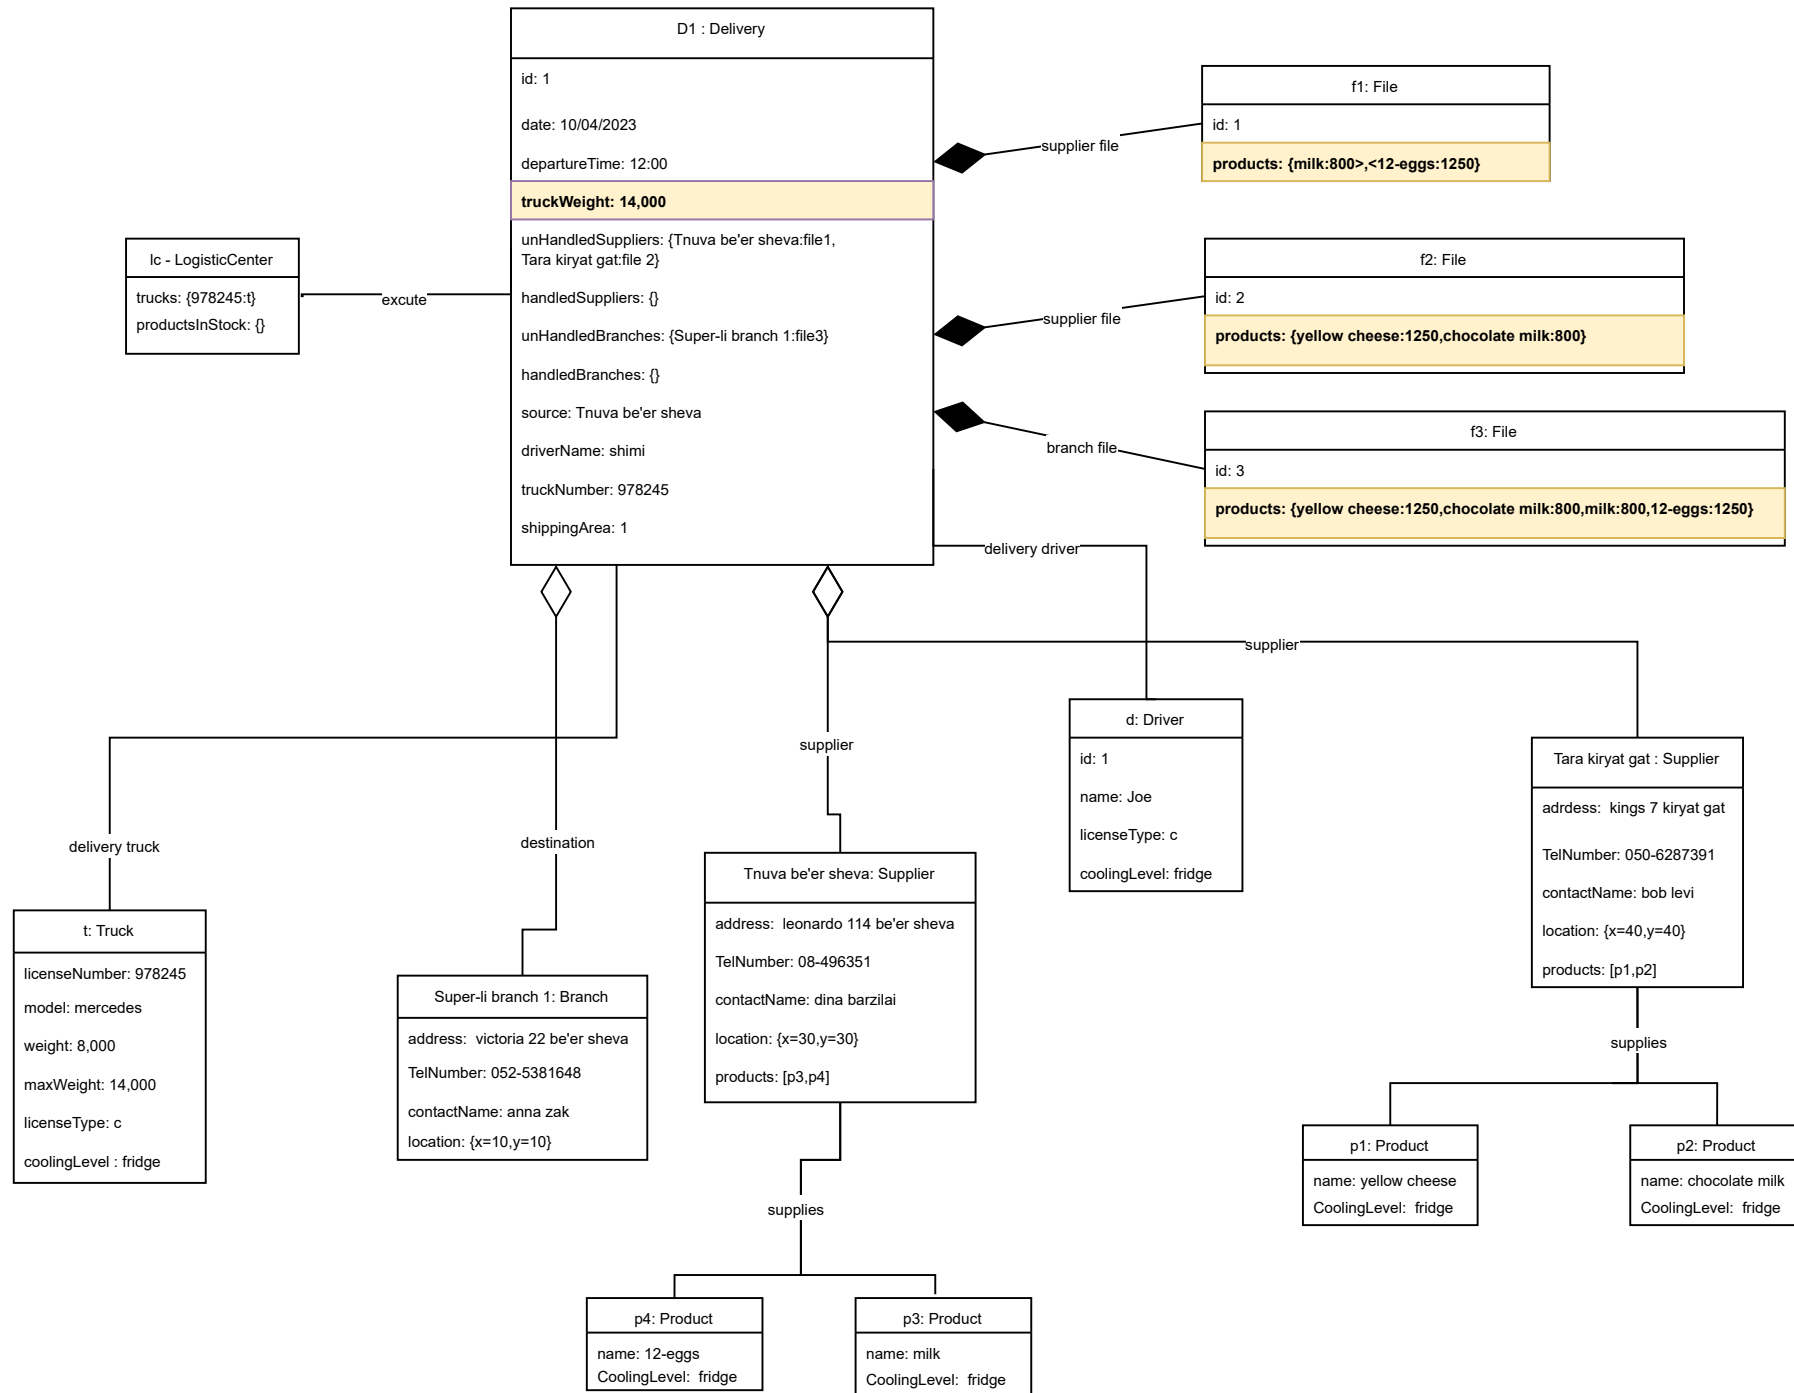 D1 : Delivery
id: 1
date: 10/04/2023
departureTime: 12:00
truckWeight: 14,000
unHandledSuppliers: {Tnuva be'er sheva:file1,
Tara kiryat gat:file 2}
handledSuppliers: {}
unHandledBranches: {Super-li branch 1:file3}
handledBranches: {}
source: Tnuva be'er sheva
driverName: shimi
truckNumber: 978245
shippingArea: 1
f1: File
id: 1
products: {milk:800>,<12-eggs:1250}
supplier file
f2: File
id: 2
products: {yellow cheese:1250,chocolate milk:800}
supplier file
f3: File
id: 3
products: {yellow cheese:1250,chocolate milk:800,milk:800,12-eggs:1250}
branch file
lc - LogisticCenter
trucks: {978245:t}
productsInStock: {}
excute
delivery driver
supplier
supplier
destination
delivery truck
d: Driver
id: 1
name: Joe
licenseType: c
coolingLevel: fridge
Tara kiryat gat : Supplier
adrdess:  kings 7 kiryat gat
TelNumber: 050-6287391
contactName: bob levi
location: {x=40,y=40}
products: [p1,p2]
Tnuva be'er sheva: Supplier
address:  leonardo 114 be'er sheva
TelNumber: 08-496351
contactName: dina barzilai
location: {x=30,y=30}
products: [p3,p4]
t: Truck
licenseNumber: 978245
model: mercedes
weight: 8,000
maxWeight: 14,000
licenseType: c
coolingLevel : fridge
Super-li branch 1: Branch
address:  victoria 22 be'er sheva
TelNumber: 052-5381648
contactName: anna zak
location: {x=10,y=10}
supplies
p1: Product
name: yellow cheese
CoolingLevel:  fridge
p2: Product
name: chocolate milk
CoolingLevel:  fridge
supplies
p4: Product
name: 12-eggs
CoolingLevel:  fridge
p3: Product
name: milk
CoolingLevel:  fridge